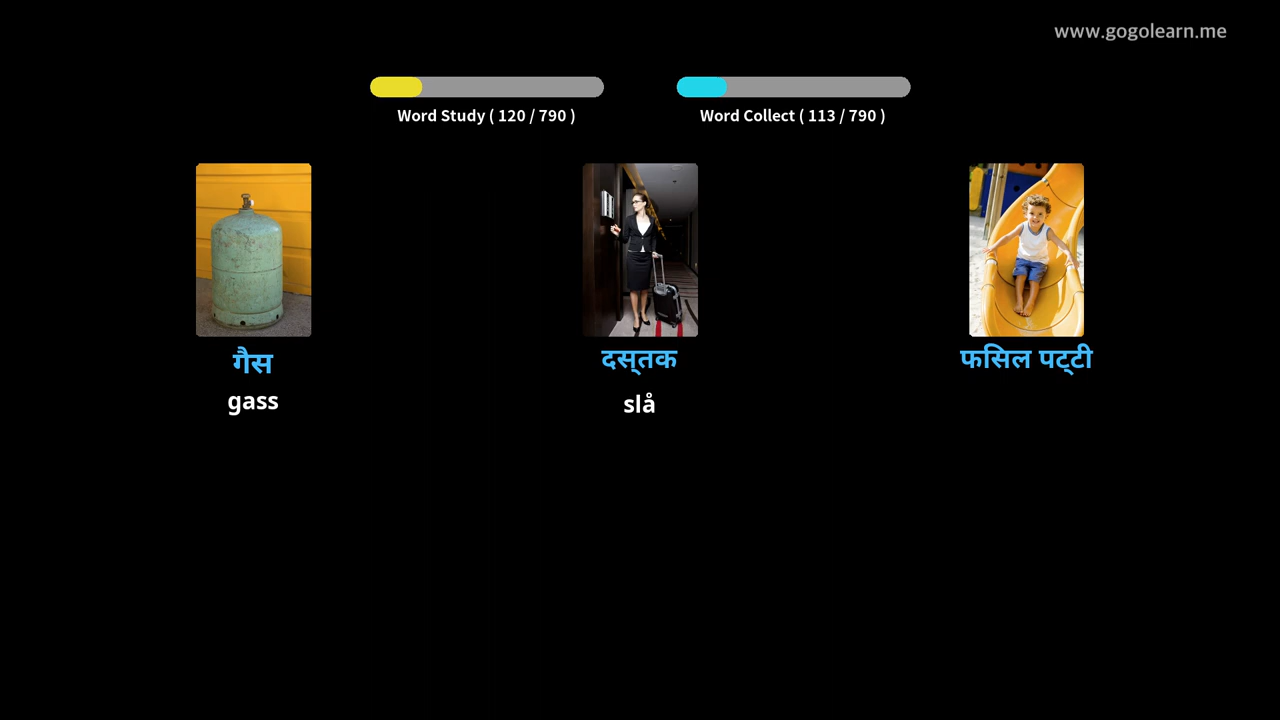 www.gogolearn.me
Word Study ( 120 / 790 )
Word Collect ( 113 / 790 )
गैस
दस्तक
फसिल पट्टी
gass
slå